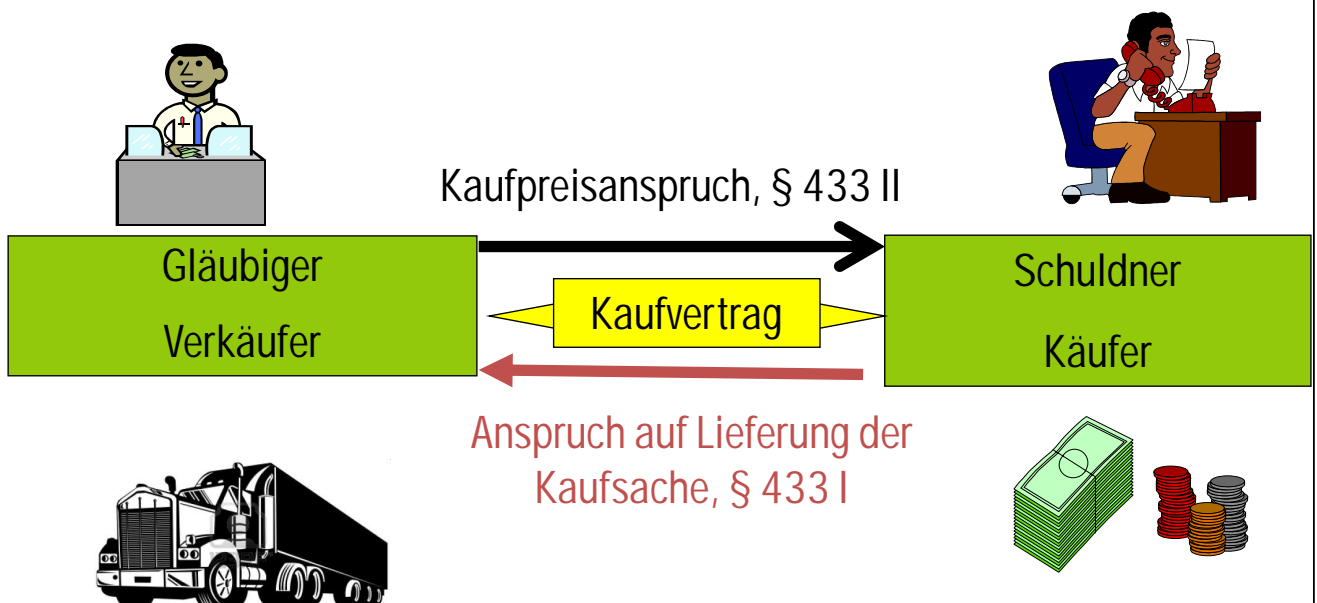 Kaufpreisanspruch, § 433 II
Gläubiger
Verkäufer
Kaufvertrag
Schuldner
Käufer
Anspruch auf Lieferung der
Kaufsache, § 433 I